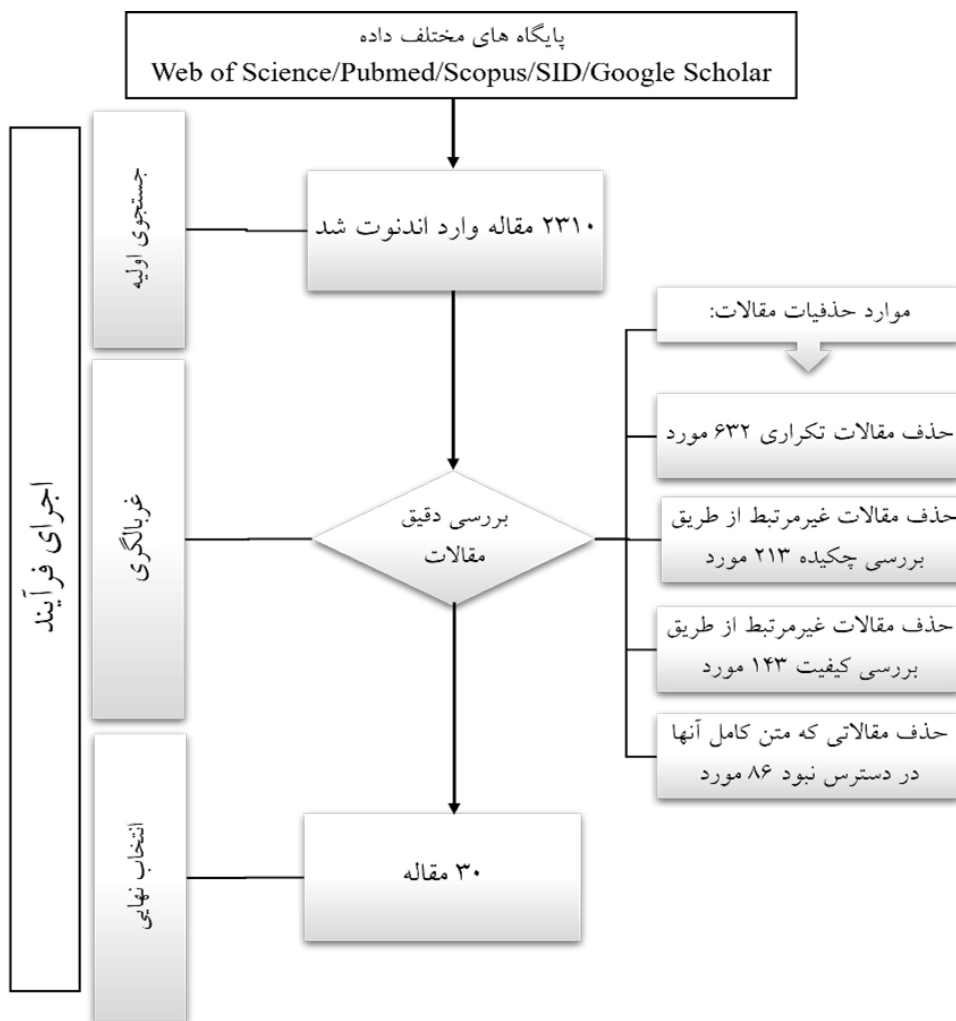 پایگاه های مختلف داده
Web of Science/Pubmed/Scopus/SID/Google Scholar
اجرای فرآیند
جستجوی اولیه
۲۳۱۰ مقاله وارد اندنوت شد
غربالگری
بررسی دقیق
مقالات
موارد حذفیات مقالات:
حذف مقالات تکراری ۶۳۲ مورد
حذف مقالات غیرمرتبط از طریق
بررسی چکیده ۲۱۳ مورد
حذف مقالات غیرمرتبط از طریق
بررسی کیفیت ۱۴۳ مورد
حذف مقالاتی که متن کامل آنها
در دسترس نبود ۸۶ مورد
انتخاب نهایی
۳۰ مقاله